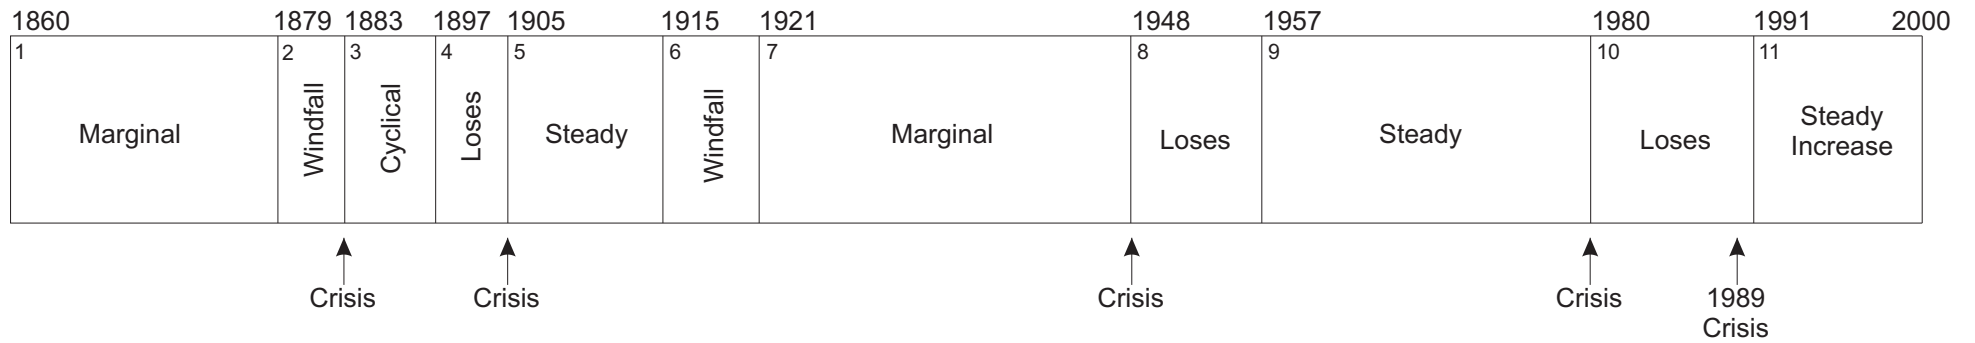 1860 1879 1883 1897 1905 1915 1921 1948 1957 1980 1991 2000
1 2 3 4 5 6 7 8 9 10 11
Marginal Windfall Cyclical Loses Steady Windfall Marginal Loses Steady Loses Steady
Increase
Crisis Crisis Crisis Crisis 1989
Crisis